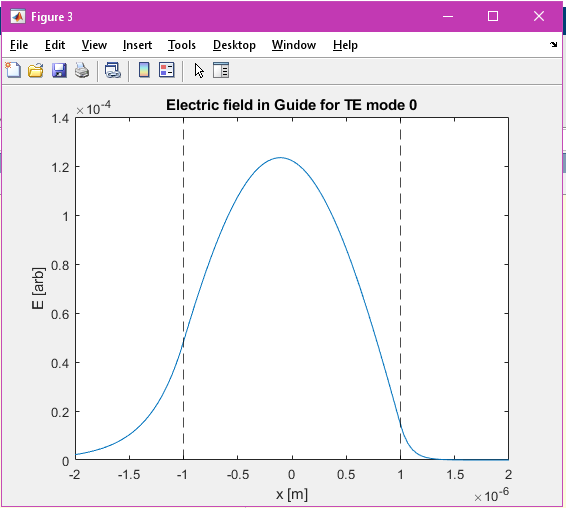 Figure 3
File Edit View Insert Tools Desktop Window Help
×10⁻⁴
Electric field in Guide for TE mode 0
1.4
1.2
1
0.8
0.6
0.4
0.2
0
E [arb]
-2 -1.5 -1 -0.5 0 0.5 1 1.5 2
x [m]
×10⁻⁶